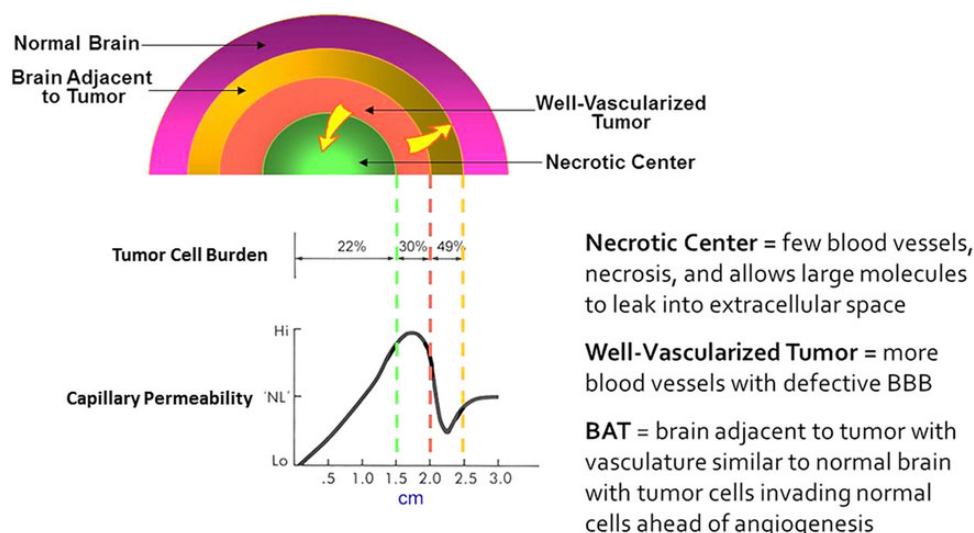 Normal Brain
Brain Adjacent
to Tumor
Well-Vascularized
Tumor
Necrotic Center
Tumor Cell Burden
22%
30%
49%
Necrotic Center = few blood vessels,
necrosis, and allows large molecules
to leak into extracellular space
Well-Vascularized Tumor = more
blood vessels with defective BBB
BAT = brain adjacent to tumor with
vasculature similar to normal brain
with tumor cells invading normal
cells ahead of angiogenesis
Capillary Permeability
Hi
'NL'
Lo
.5 1.0 1.5 2.0 2.5 3.0
cm